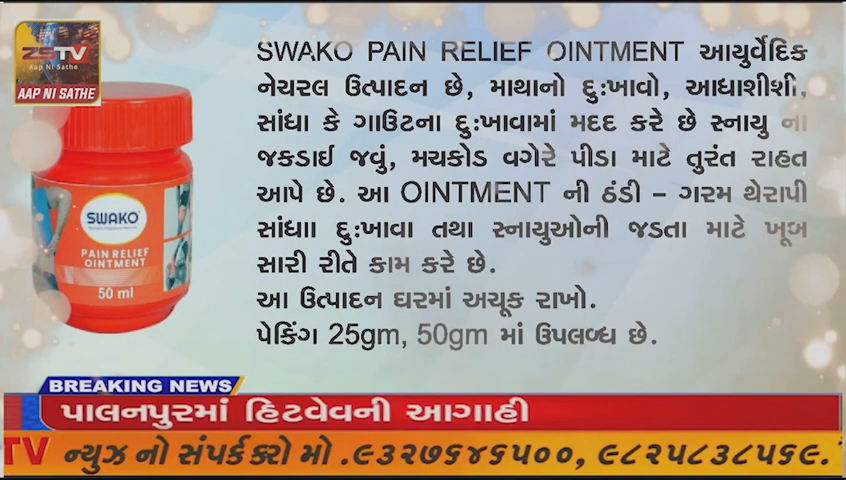 ZSTV
Aap Ni Sathe
AAP NI SATHE
SWAKO PAIN RELIEF OINTMENT આયુર્વેદિક
નેચરલ ઉત્પાદન છે, માથાનો દુઃખાવો, આધાશીશી,
સાંધા કે ગાઉટના દુઃખાવામાં મદદ કરે છે સ્નાયુ ના
જકડાઈ જવું, મચકોડ વગેરે પીડા માટે તુરંત રાહત
આપે છે. આ OINTMENT ની ઠંડી – ગરમ થેરાપી
સાંધાા દુઃખાવા તથા સ્નાયુઓની જડતા માટે ખૂબ
સારી રીતે કામ કરે છે.
આ ઉત્પાદન ઘરમાં અચૂક રાખો.
પેકિંગ 25gm, 50gm માં ઉપલબ્ધ છે.
SWAKO
PAIN RELIEF
OINTMENT
50 ml
BREAKING NEWS
પાલનપુરમાં હિટવેવની આગાહી
TV ન્યુઝ નો સંપર્ક કરો મો .૯૩૨૭૬૪૬૫૦૦, ૯૮૨૫૮૩૮૫૬૯.